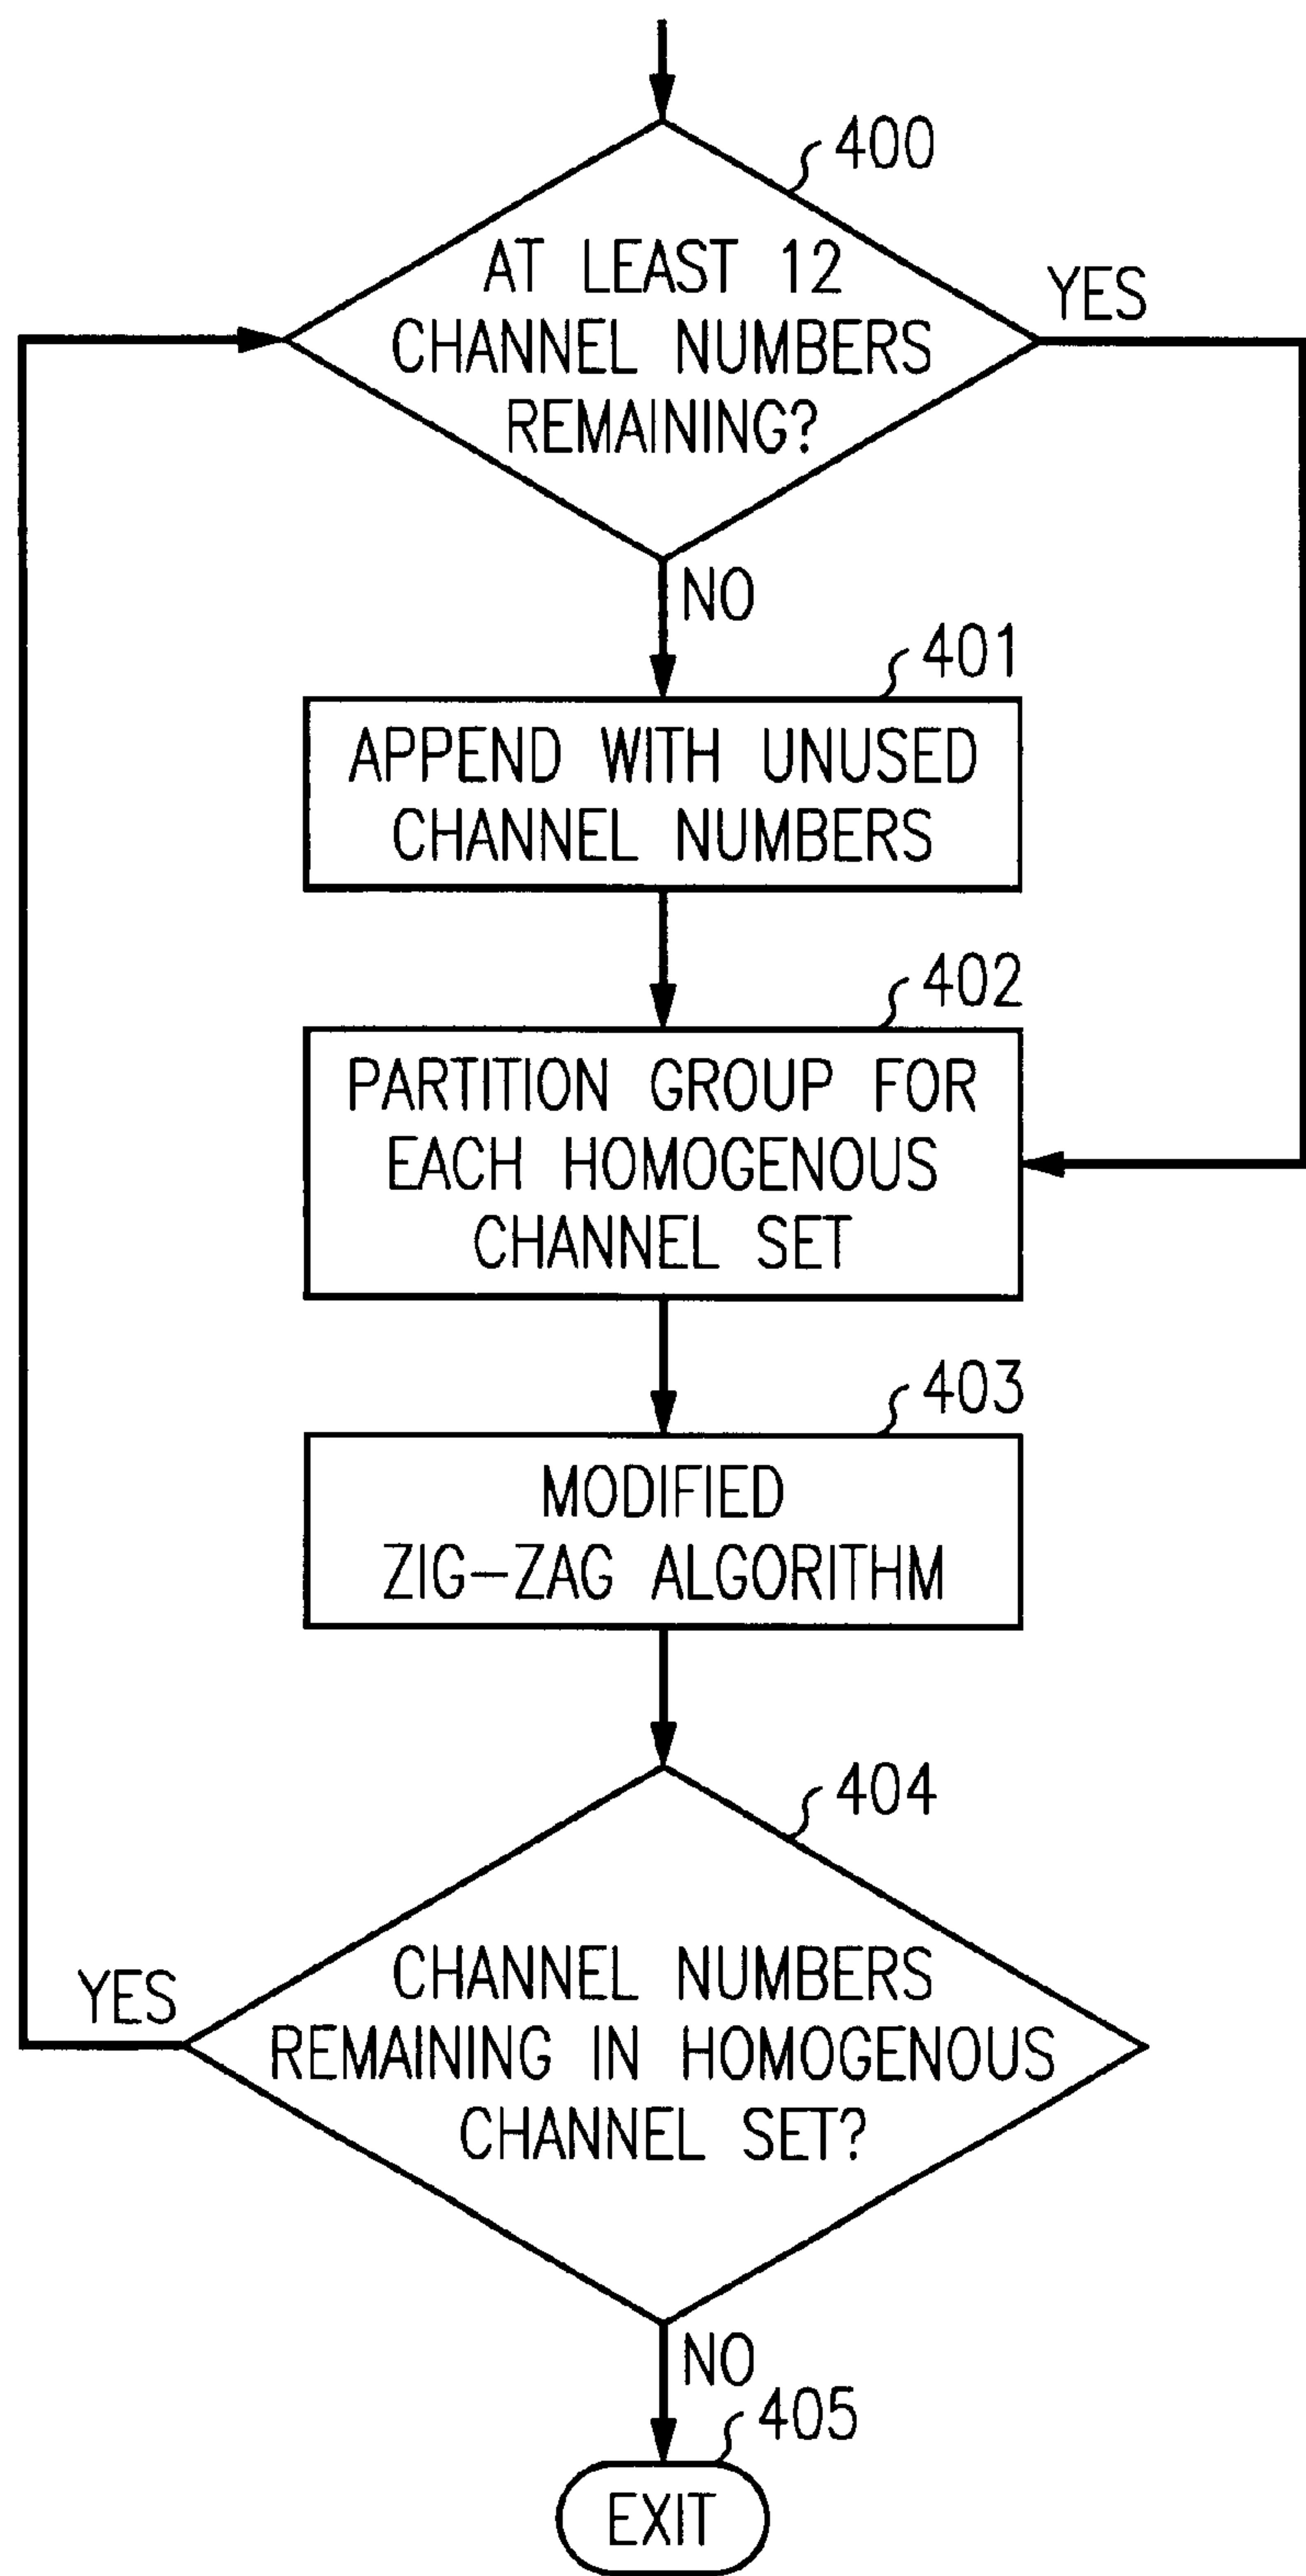 400
AT LEAST 12
CHANNEL NUMBERS
REMAINING?
YES
NO
401
APPEND WITH UNUSED
CHANNEL NUMBERS
402
PARTITION GROUP FOR
EACH HOMOGENOUS
CHANNEL SET
403
MODIFIED
ZIG-ZAG ALGORITHM
404
CHANNEL NUMBERS
REMAINING IN HOMOGENOUS
CHANNEL SET?
YES
NO
405
EXIT